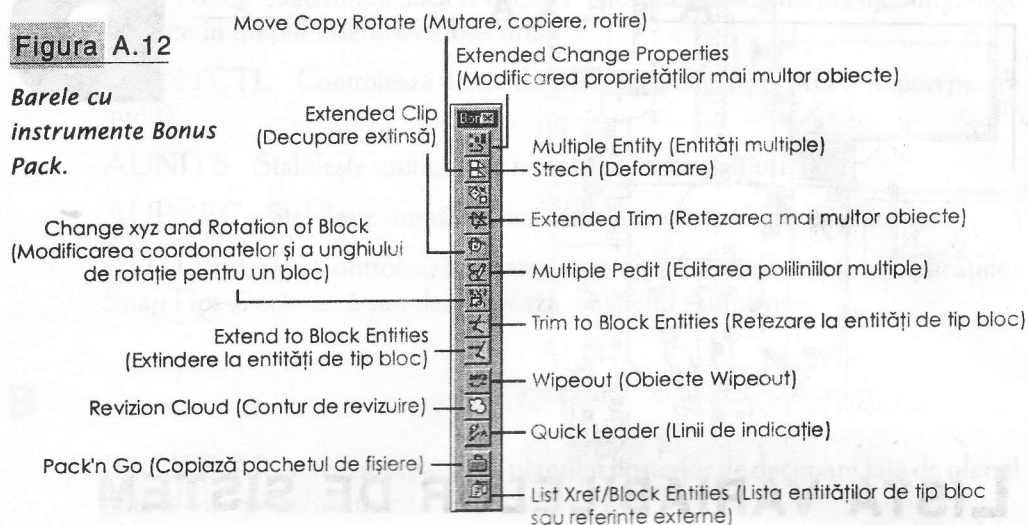 Move Copy Rotate (Mutare, copiere, rotire)
Figura A.12
Barele cu
instrumente Bonus
Pack.
Extended Change Properties
(Modificarea proprietăților mai multor obiecte)
Extended Clip
(Decupare extinsă)
Multiple Entity (Entități multiple)
Strech (Deformare)
Extended Trim (Retezarea mai multor obiecte)
Change xyz and Rotation of Block
(Modificarea coordonatelor și a unghiului
de rotație pentru un bloc)
Multiple Pedit (Editarea poliliniilor multiple)
Trim to Block Entities (Retezare la entități de tip bloc)
Extend to Block Entities
(Extindere la entități de tip bloc)
Wipeout (Obiecte Wipeout)
Revizion Cloud (Contur de revizuire)
Quick Leader (Linii de indicație)
Pack'n Go (Copiază pachetul de fișiere)
List Xref/Block Entities (Lista entităților de tip bloc
sau referințe externe)